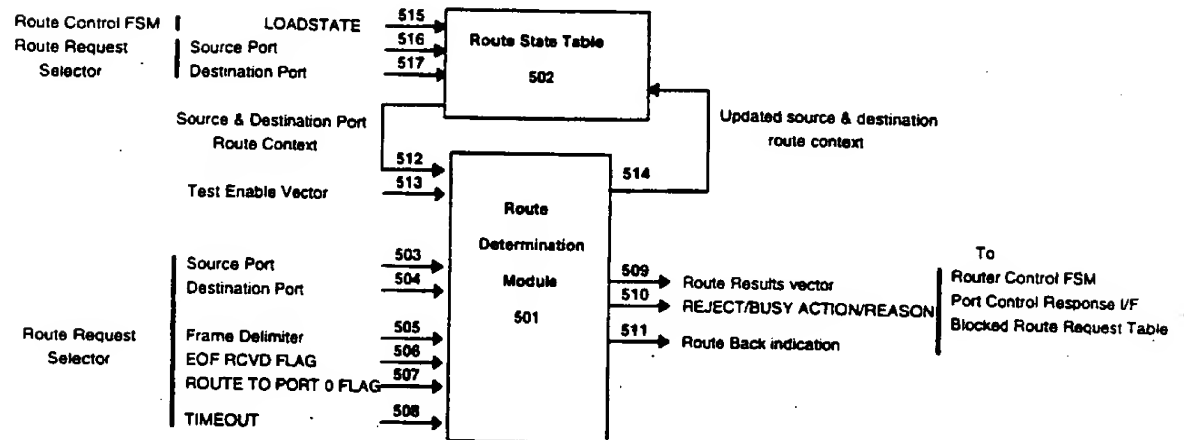 Route Control FSM LOADSTATE 515
Route Request Selector
Source Port 516
Destination Port 517
Route State Table
502
Source & Destination Port
Route Context
512
Updated source & destination
route context
514
Test Enable Vector 513
Route
Determination
Module
501
Route Request
Selector
Source Port 503
Destination Port 504
Frame Delimiter 505
EOF RCVD FLAG 506
ROUTE TO PORT 0 FLAG 507
TIMEOUT 508
509 Route Results vector
510 REJECT/BUSY ACTION/REASON
511 Route Back indication
To
Router Control FSM
Port Control Response I/F
Blocked Route Request Table